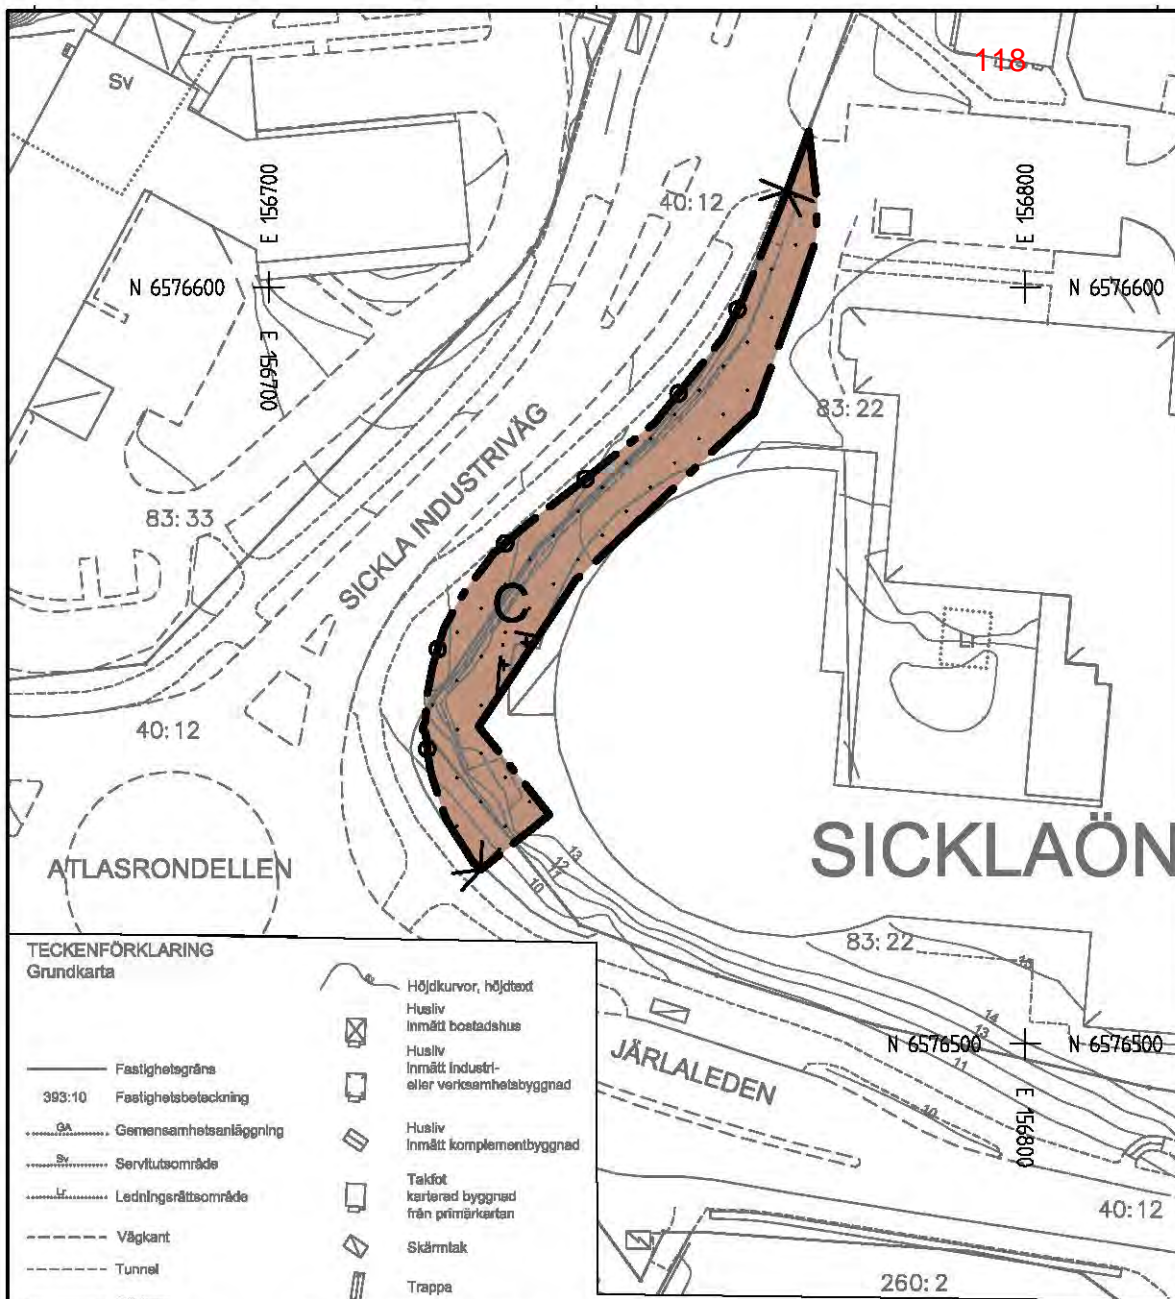 118
Sv
40:12
E 156700
N 6576600
E 156700
E 156800
N 6576600
83:22
SICKLA INDUSTRIVÄG
83:33
C
40:12
ATLASRONDELLEN
SICKLAÖN
13
12
11
10
83:22
15
14
13
11
10
N 6576500
N 6576500
JÄRLALEDEN
E 156800
40:12
260:2
TECKENFÖRKLARING
Grundkarta
Fastighetsgräns
393:10 Fastighetsbeteckning
GA Gemensamhetsanläggning
Sv Servitutsområde
Lr Ledningsrättsområde
Vägkant
Tunnel
Höjdkurvor, höjdtext
Husliv
Inmätt bostadshus
Husliv
Inmätt industri-
eller verksamhetsbyggnad
Husliv
Inmätt komplementbyggnad
Takfot
karterad byggnad
från primärkartan
Skärmtak
Trappa